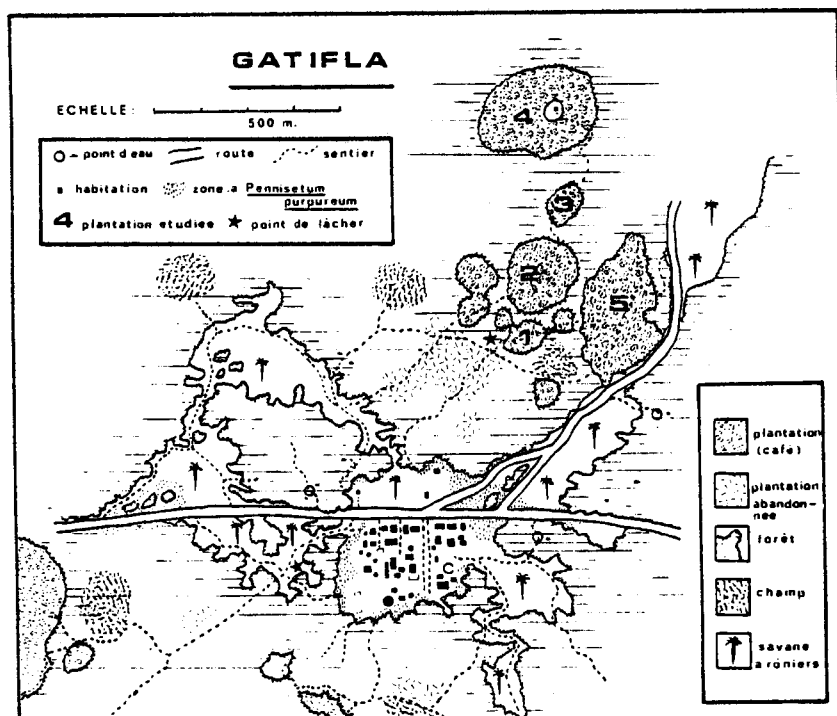 GATIFLA
ECHELLE:
500 m.
point d'eau route sentier
habitation zone.a Pennisetum
purpureum
4 plantation etudiee ★ point de lâcher
4
3
2
5
1
plantation
(café)
plantation
abandon-
née
forêt
champ
savane
a rôniers